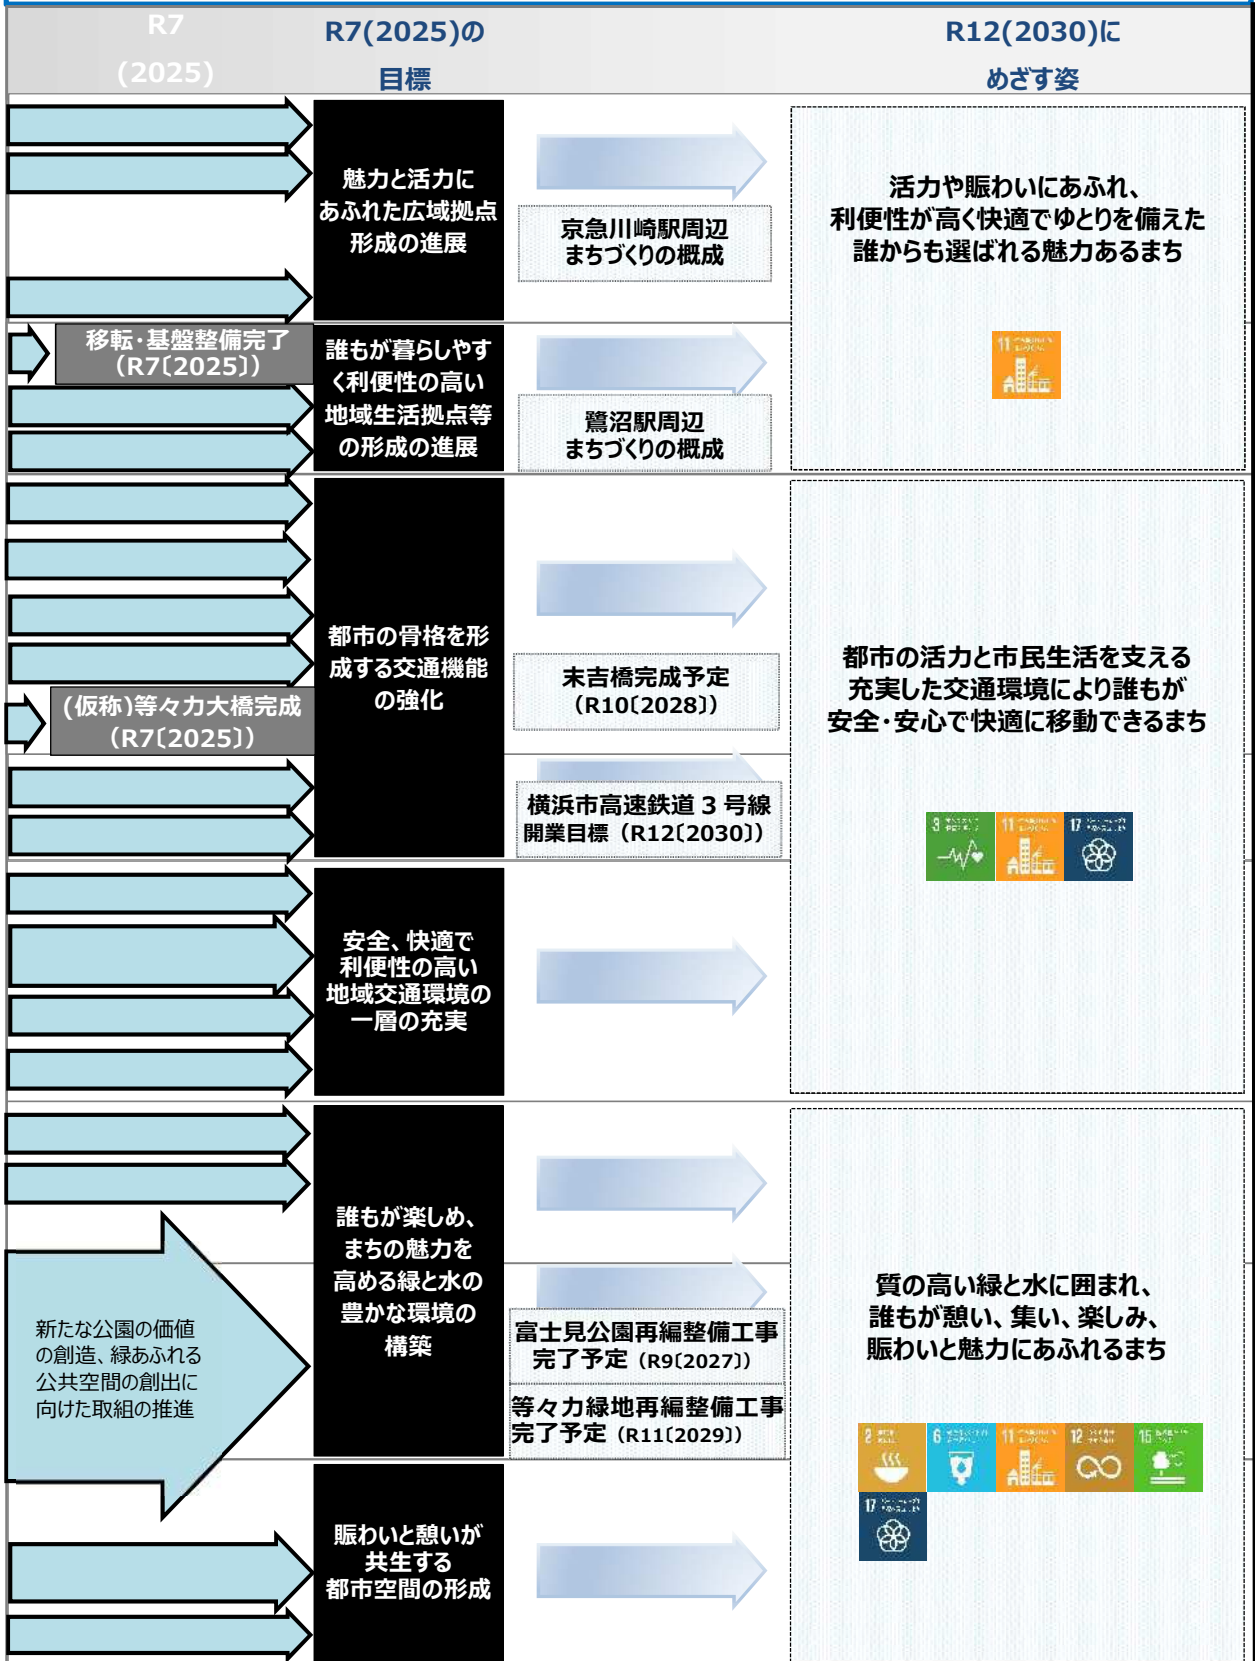 R7
(2025)
R7(2025)の
目標
R12(2030)に
めざす姿
魅力と活力に
あふれた広域拠点
形成の進展
京急川崎駅周辺
まちづくりの概成
活力や賑わいにあふれ、
利便性が高く快適でゆとりを備えた
誰からも選ばれる魅力あるまち
11
移転・基盤整備完了
（R7〔2025〕）
誰もが暮らしやす
く利便性の高い
地域生活拠点等
の形成の進展
鷺沼駅周辺
まちづくりの概成
都市の骨格を形
成する交通機能
の強化
(仮称)等々力大橋完成
（R7〔2025〕）
末吉橋完成予定
（R10〔2028〕）
横浜市高速鉄道３号線
開業目標（R12〔2030〕）
都市の活力と市民生活を支える
充実した交通環境により誰もが
安全・安心で快適に移動できるまち
3
11
17
安全、快適で
利便性の高い
地域交通環境の
一層の充実
誰もが楽しめ、
まちの魅力を
高める緑と水の
豊かな環境の
構築
新たな公園の価値
の創造、緑あふれる
公共空間の創出に
向けた取組の推進
富士見公園再編整備工事
完了予定（R9〔2027〕）
等々力緑地再編整備工事
完了予定（R11〔2029〕）
質の高い緑と水に囲まれ、
誰もが憩い、集い、楽しみ、
賑わいと魅力にあふれるまち
2
6
11
12
15
17
賑わいと憩いが
共生する
都市空間の形成